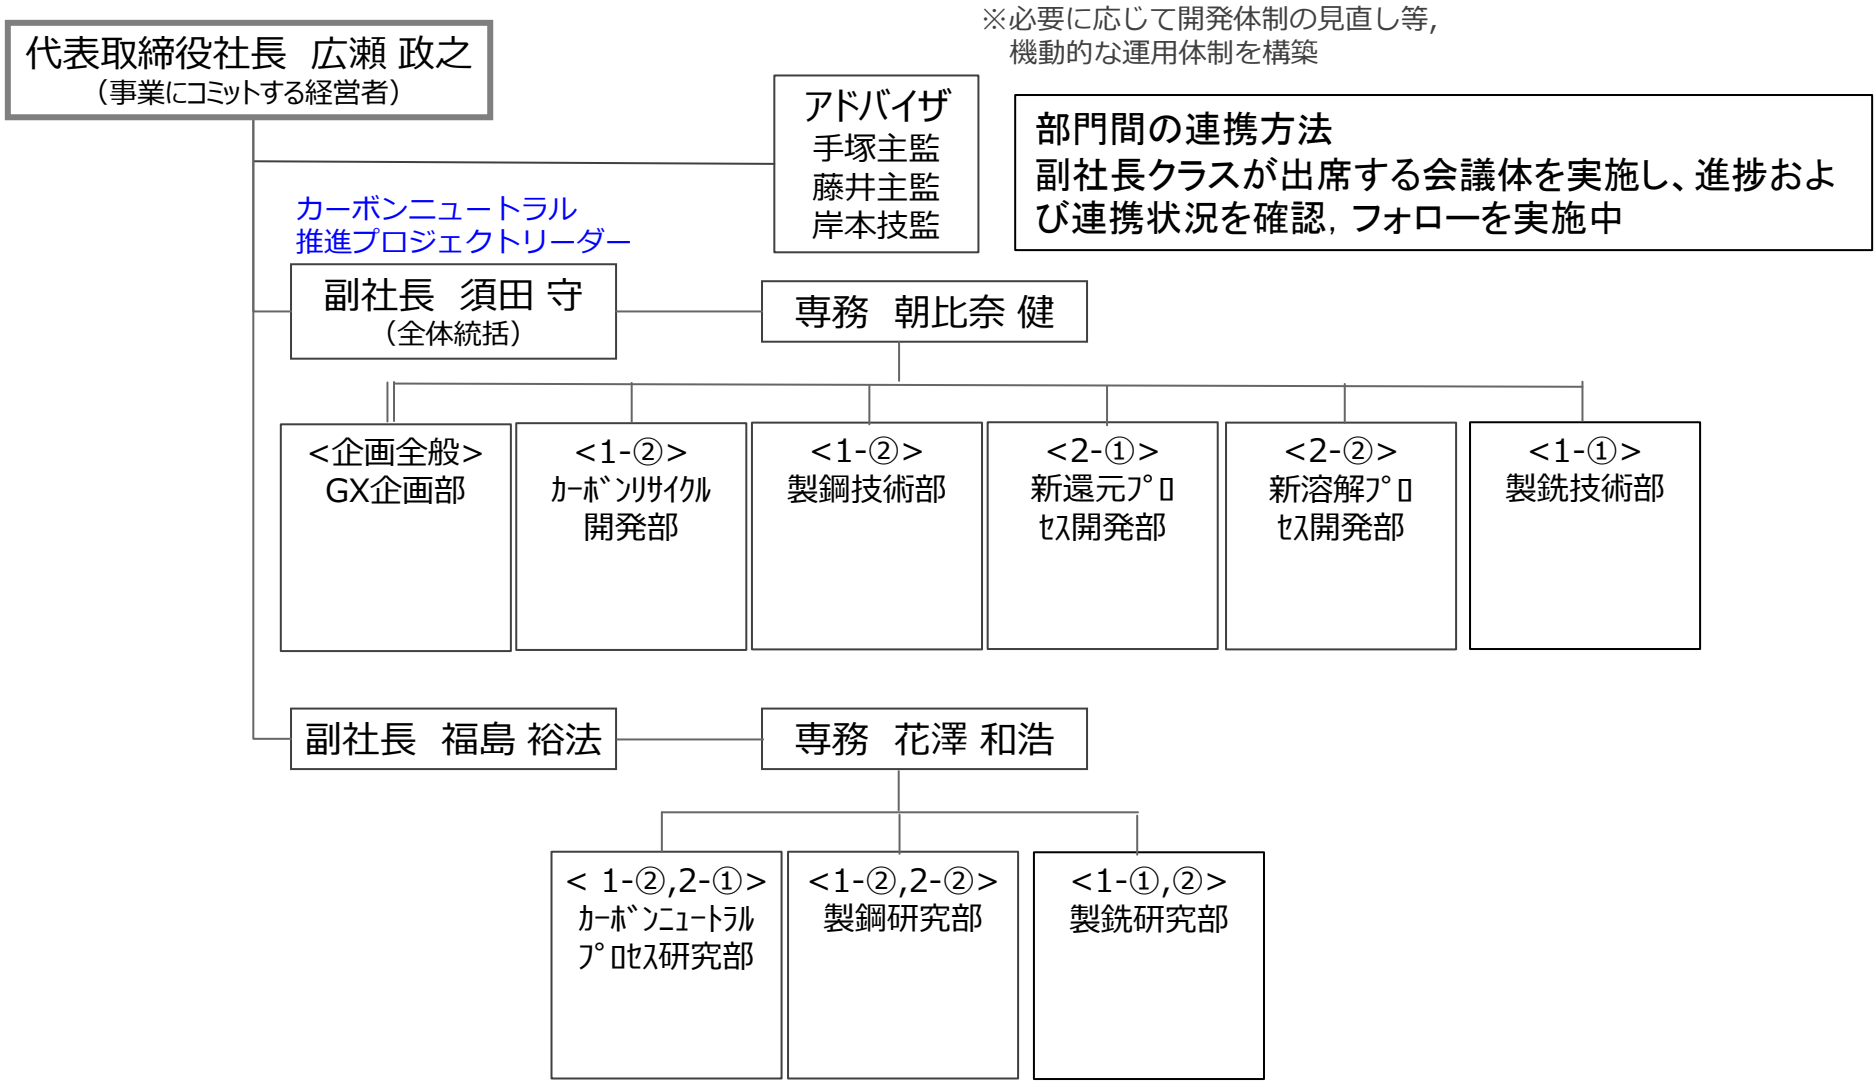 ※必要に応じて開発体制の見直し等,
機動的な運用体制を構築
代表取締役社長 広瀬 政之
（事業にコミットする経営者）
アドバイザ
手塚主監
藤井主監
岸本技監
部門間の連携方法
副社長クラスが出席する会議体を実施し、進捗およ
び連携状況を確認，フォローを実施中
カーボンニュートラル
推進プロジェクトリーダー
副社長 須田 守
（全体統括）
専務 朝比奈 健
<企画全般>
GX企画部
<1-②>
ｶｰﾎﾞﾝﾘｻｲｸﾙ
開発部
<1-②>
製鋼技術部
<2-①>
新還元ﾌﾟﾛ
ｾｽ開発部
<2-②>
新溶解ﾌﾟﾛ
ｾｽ開発部
<1-①>
製銑技術部
副社長 福島 裕法
専務 花澤 和浩
< 1-②,2-①>
ｶｰﾎﾞﾝﾆｭｰﾄﾗﾙ
ﾌﾟﾛｾｽ研究部
<1-②,2-②>
製鋼研究部
<1-①,②>
製銑研究部